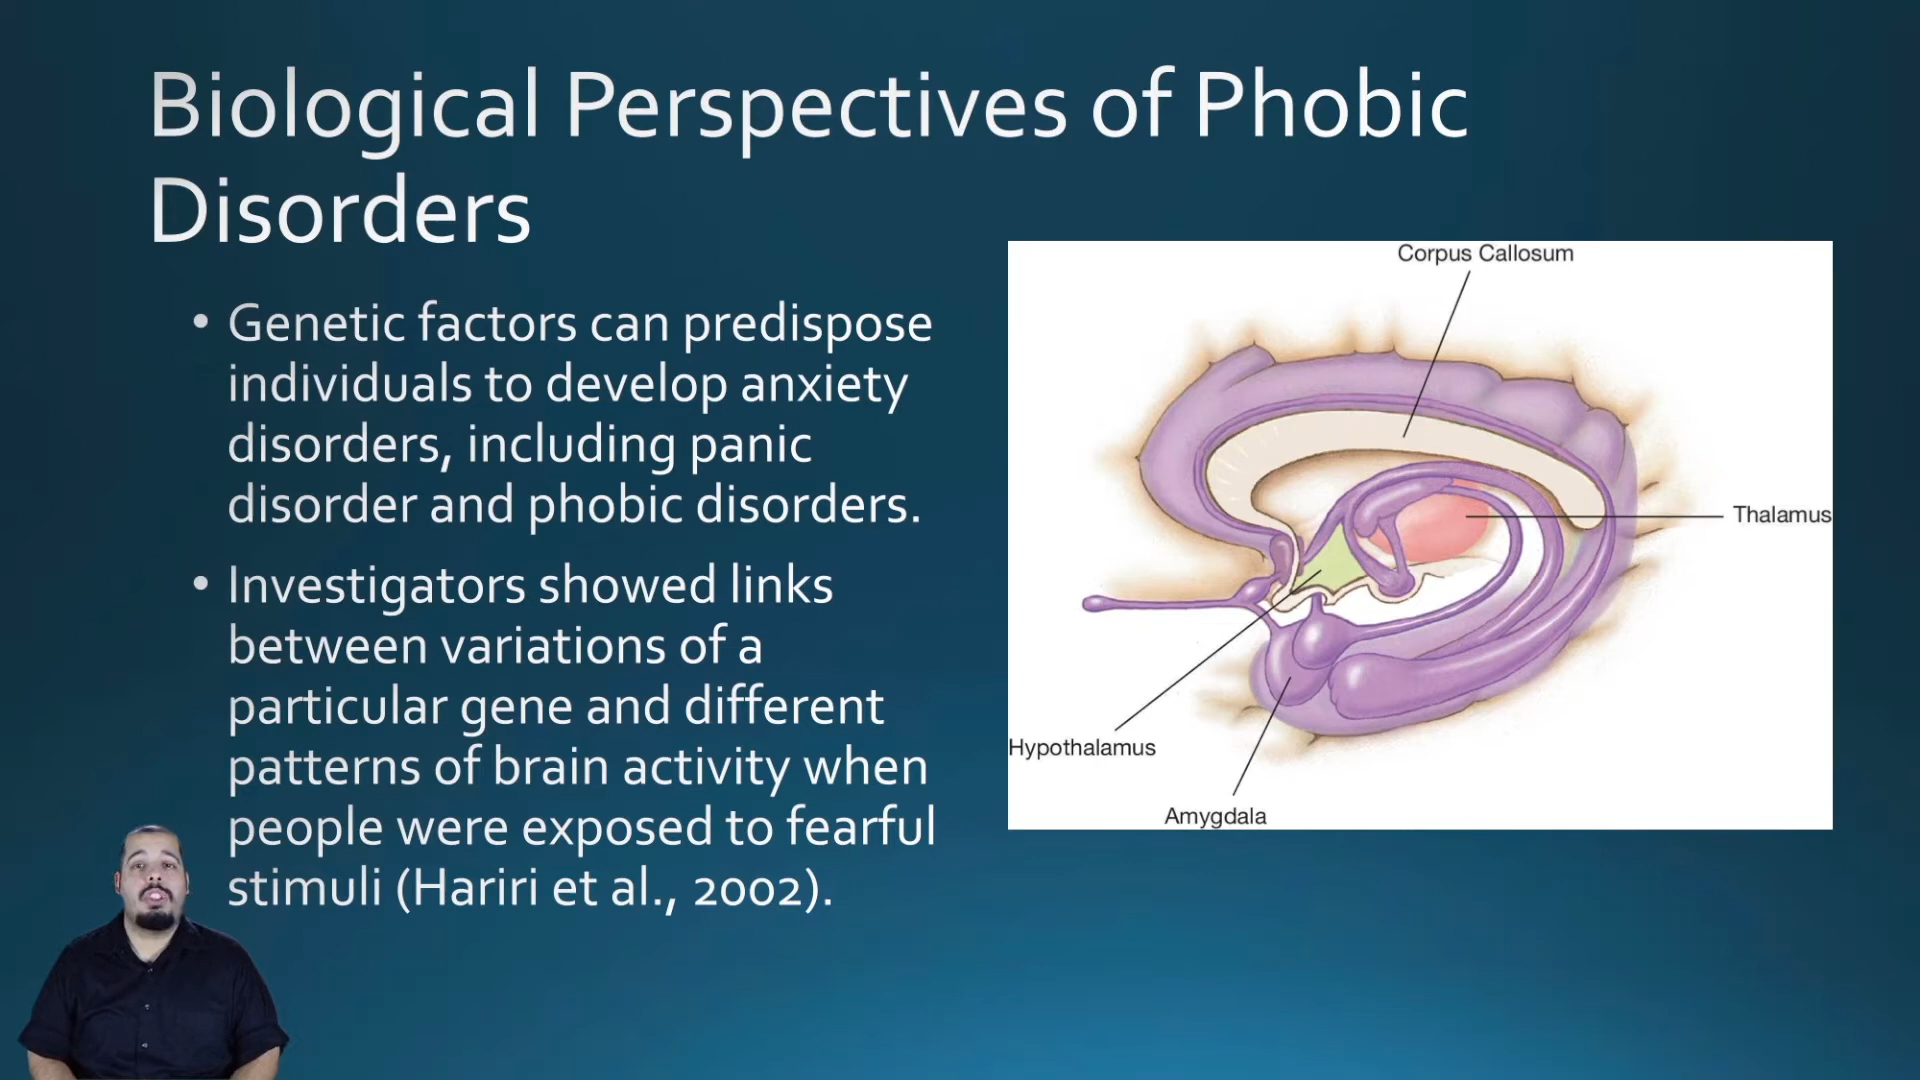 Biological Perspectives of Phobic
Disorders
• Genetic factors can predispose
individuals to develop anxiety
disorders, including panic
disorder and phobic disorders.
• Investigators showed links
between variations of a
particular gene and different
patterns of brain activity when
people were exposed to fearful
stimuli (Hariri et al., 2002).
Corpus Callosum
Thalamus
Hypothalamus
Amygdala